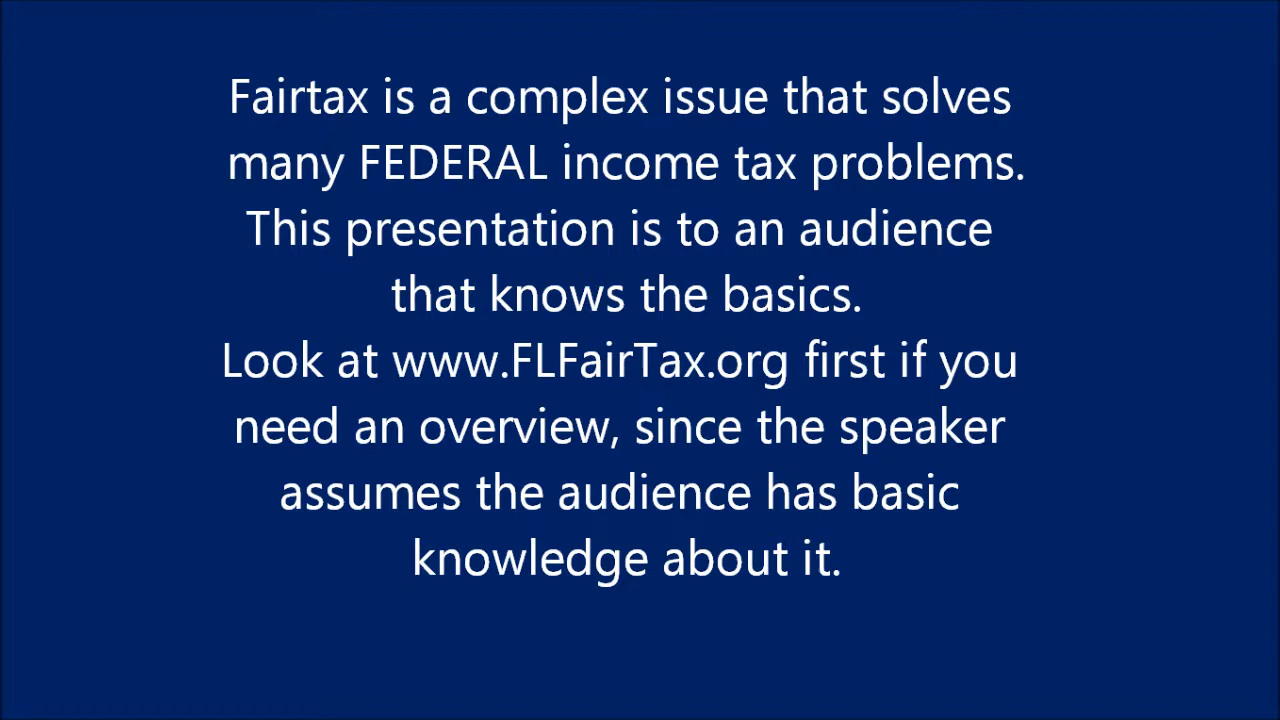 Fairtax is a complex issue that solves
many FEDERAL income tax problems.
This presentation is to an audience
that knows the basics.
Look at www.FLFairTax.org first if you
need an overview, since the speaker
assumes the audience has basic
knowledge about it.